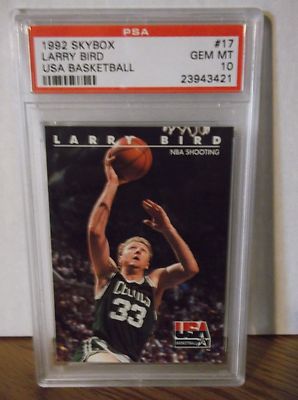 PSA
1992 SKYBOX #17
LARRY BIRD GEM MT
USA BASKETBALL 10
23943421
LARRY BIRD
NBA SHOOTING
CELTICS
33
USA
BASKETBALL